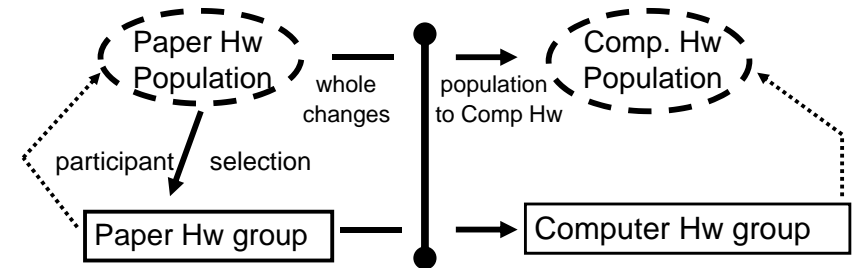 Paper Hw
Population
whole
changes
population
to Comp Hw
Comp. Hw
Population
participant selection
Paper Hw group
Computer Hw group